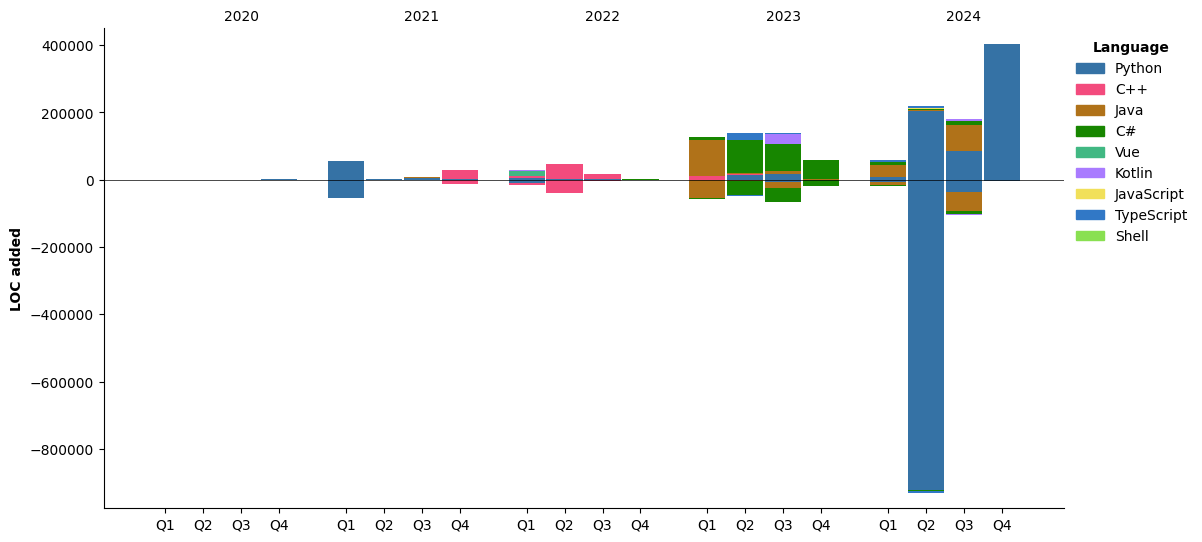 2020 2021 2022 2023 2024
Language
Python
C++
Java
C#
Vue
Kotlin
JavaScript
TypeScript
Shell
LOC added
400000
200000
0
−200000
−400000
−600000
−800000
Q1 Q2 Q3 Q4 Q1 Q2 Q3 Q4 Q1 Q2 Q3 Q4 Q1 Q2 Q3 Q4 Q1 Q2 Q3 Q4